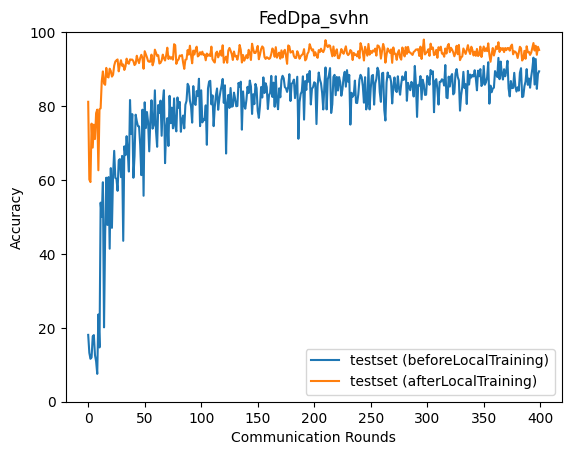 FedDpa_svhn
100
80
60
40
20
0
Accuracy
0 50 100 150 200 250 300 350 400
Communication Rounds
testset (beforeLocalTraining)
testset (afterLocalTraining)